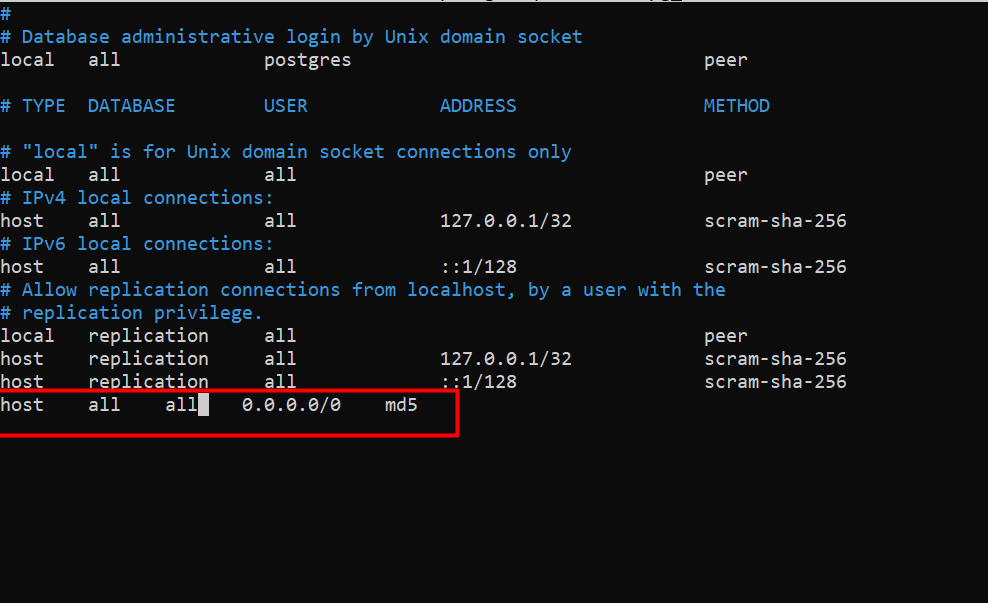 #
# Database administrative login by Unix domain socket
local   all             postgres                                peer

# TYPE  DATABASE        USER            ADDRESS                 METHOD

# "local" is for Unix domain socket connections only
local   all             all                                     peer
# IPv4 local connections:
host    all             all             127.0.0.1/32            scram-sha-256
# IPv6 local connections:
host    all             all             ::1/128                 scram-sha-256
# Allow replication connections from localhost, by a user with the
# replication privilege.
local   replication     all                                     peer
host    replication     all             127.0.0.1/32            scram-sha-256
host    replication     all             ::1/128                 scram-sha-256
host    all    all    0.0.0.0/0    md5